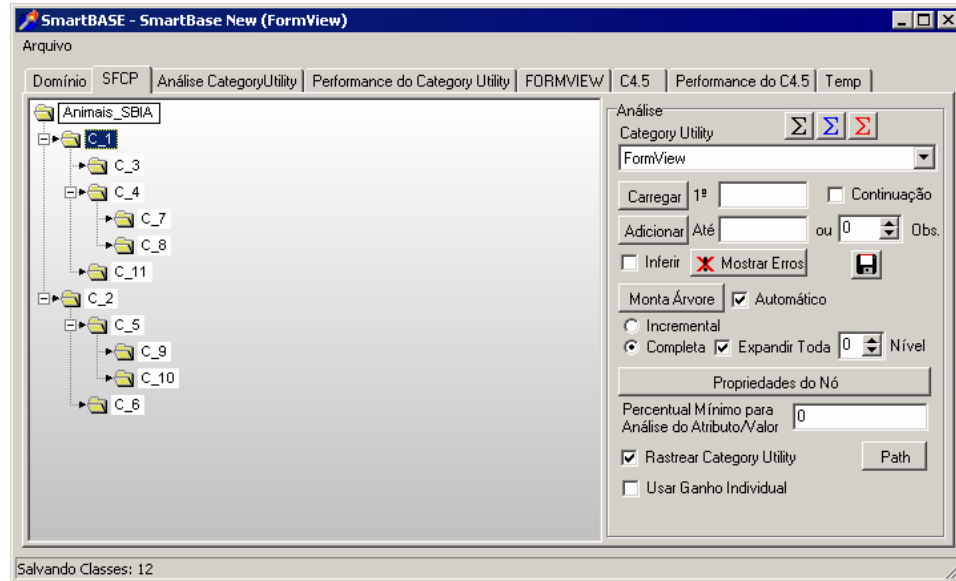 SmartBASE - SmartBase New (FormView)
Arquivo
Domínio SFCP Análise CategoryUtility Performance do Category Utility FORMVIEW C4.5 Performance do C4.5 Temp
Animais_SBIA
C_1
C_3
C_4
C_7
C_8
C_11
C_2
C_5
C_9
C_10
C_6
Análise
Category Utility Σ Σ Σ
FormView
Carregar 1º Continuação
Adicionar Até ou 0 Obs.
Inferir Mostrar Erros
Monta Árvore Automático
Incremental
Completa Expandir Toda 0 Nível
Propriedades do Nó
Percentual Mínimo para
Análise do Atributo/Valor 0
Rastrear Category Utility Path
Usar Ganho Individual
Salvando Classes: 12